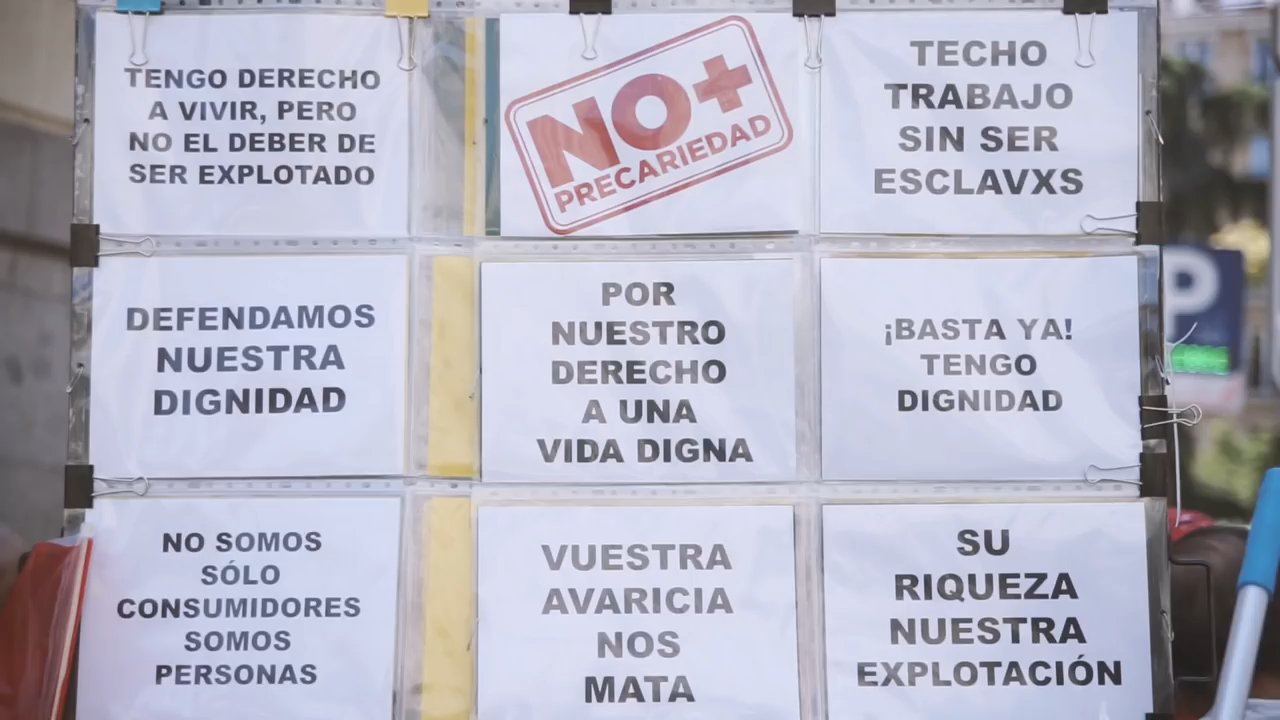 TENGO DERECHO
A VIVIR, PERO
NO EL DEBER DE
SER EXPLOTADO
NO+
PRECARIEDAD
TECHO
TRABAJO
SIN SER
ESCLAVXS
DEFENDAMOS
NUESTRA
DIGNIDAD
POR
NUESTRO
DERECHO
A UNA
VIDA DIGNA
¡BASTA YA!
TENGO
DIGNIDAD
P
NO SOMOS
SÓLO
CONSUMIDORES
SOMOS
PERSONAS
VUESTRA
AVARICIA
NOS
MATA
SU
RIQUEZA
NUESTRA
EXPLOTACIÓN